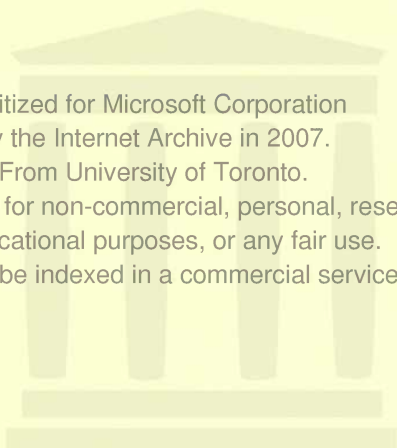 itized for Microsoft Corporation
the Internet Archive in 2007.
From University of Toronto.
for non-commercial, personal, rese
cational purposes, or any fair use.
be indexed in a commercial service